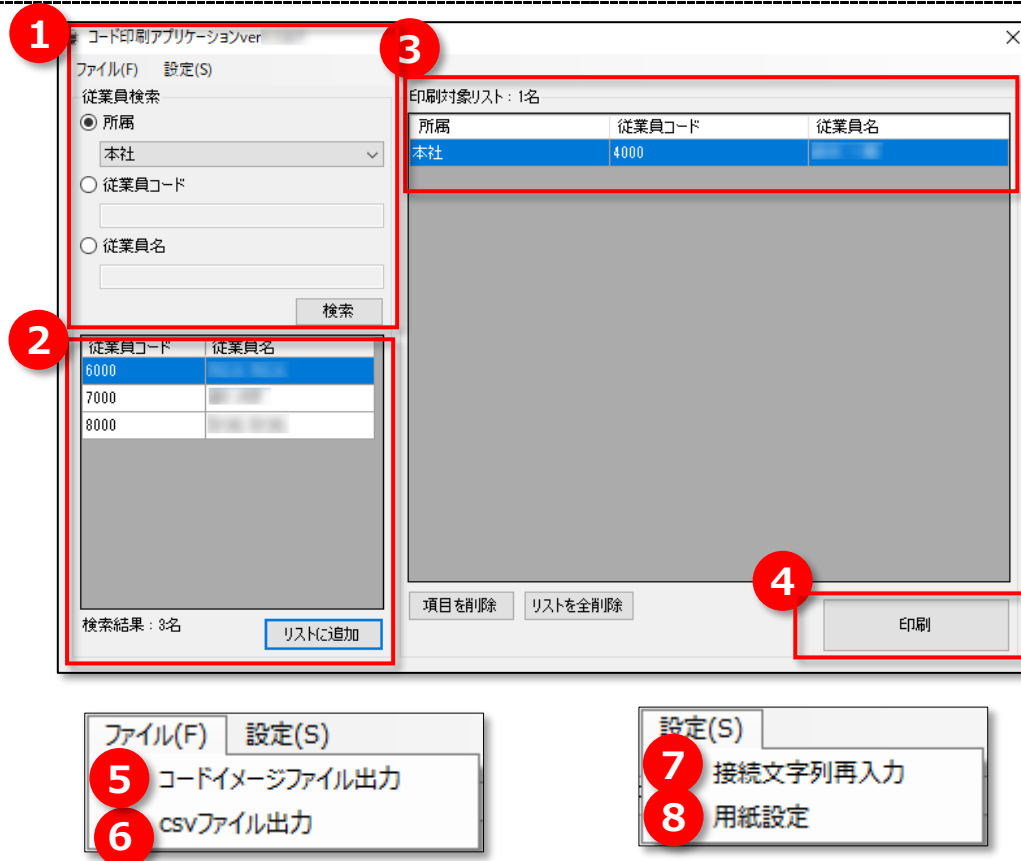 1
コード印刷アプリケーションver
ファイル(F) 設定(S)
従業員検索
所属
本社
従業員コード
従業員名
検索
2
従業員コード 従業員名
6000
7000
8000
検索結果：3名
リストに追加
3
印刷対象リスト：1名
所属 従業員コード 従業員名
本社 4000
項目を削除 リストを全削除
4
印刷
ファイル(F) 設定(S)
5 コードイメージファイル出力
6 csvファイル出力
設定(S)
7 接続文字列再入力
8 用紙設定